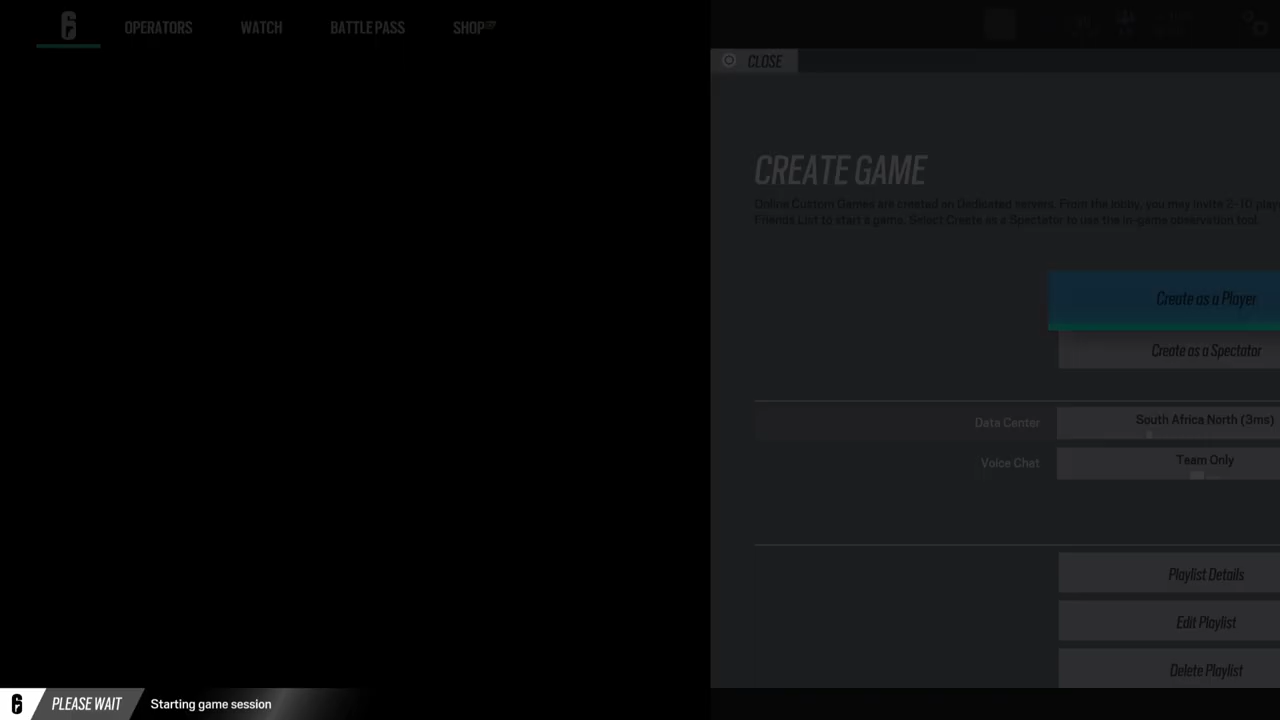 6
OPERATORS
WATCH
BATTLE PASS
SHOP
CLOSE
CREATE GAME
Online Custom Games are created on Dedicated servers. From the lobby, you may invite 2-10
Friends List to start a game. Select Create as a Spectator to use the in-game observation tool.
Create as a Player
Create as a Spectator
Data Center
South Africa North (3ms)
Voice Chat
Team Only
Playlist Details
Edit Playlist
Delete Playlist
6
PLEASE WAIT
Starting game session